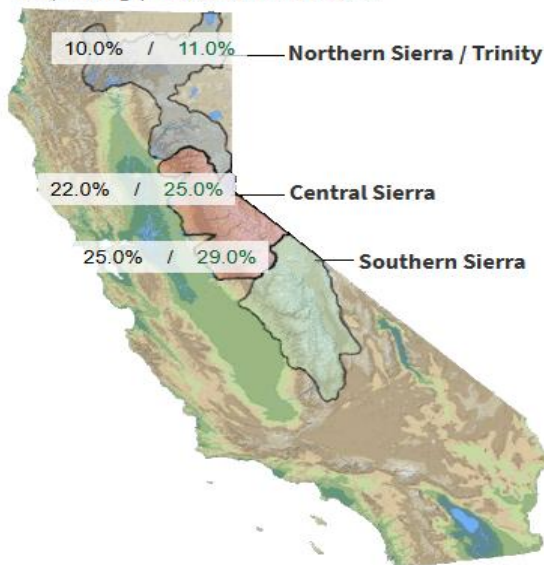 10.0% / 11.0% Northern Sierra / Trinity
22.0% / 25.0% Central Sierra
25.0% / 29.0% Southern Sierra